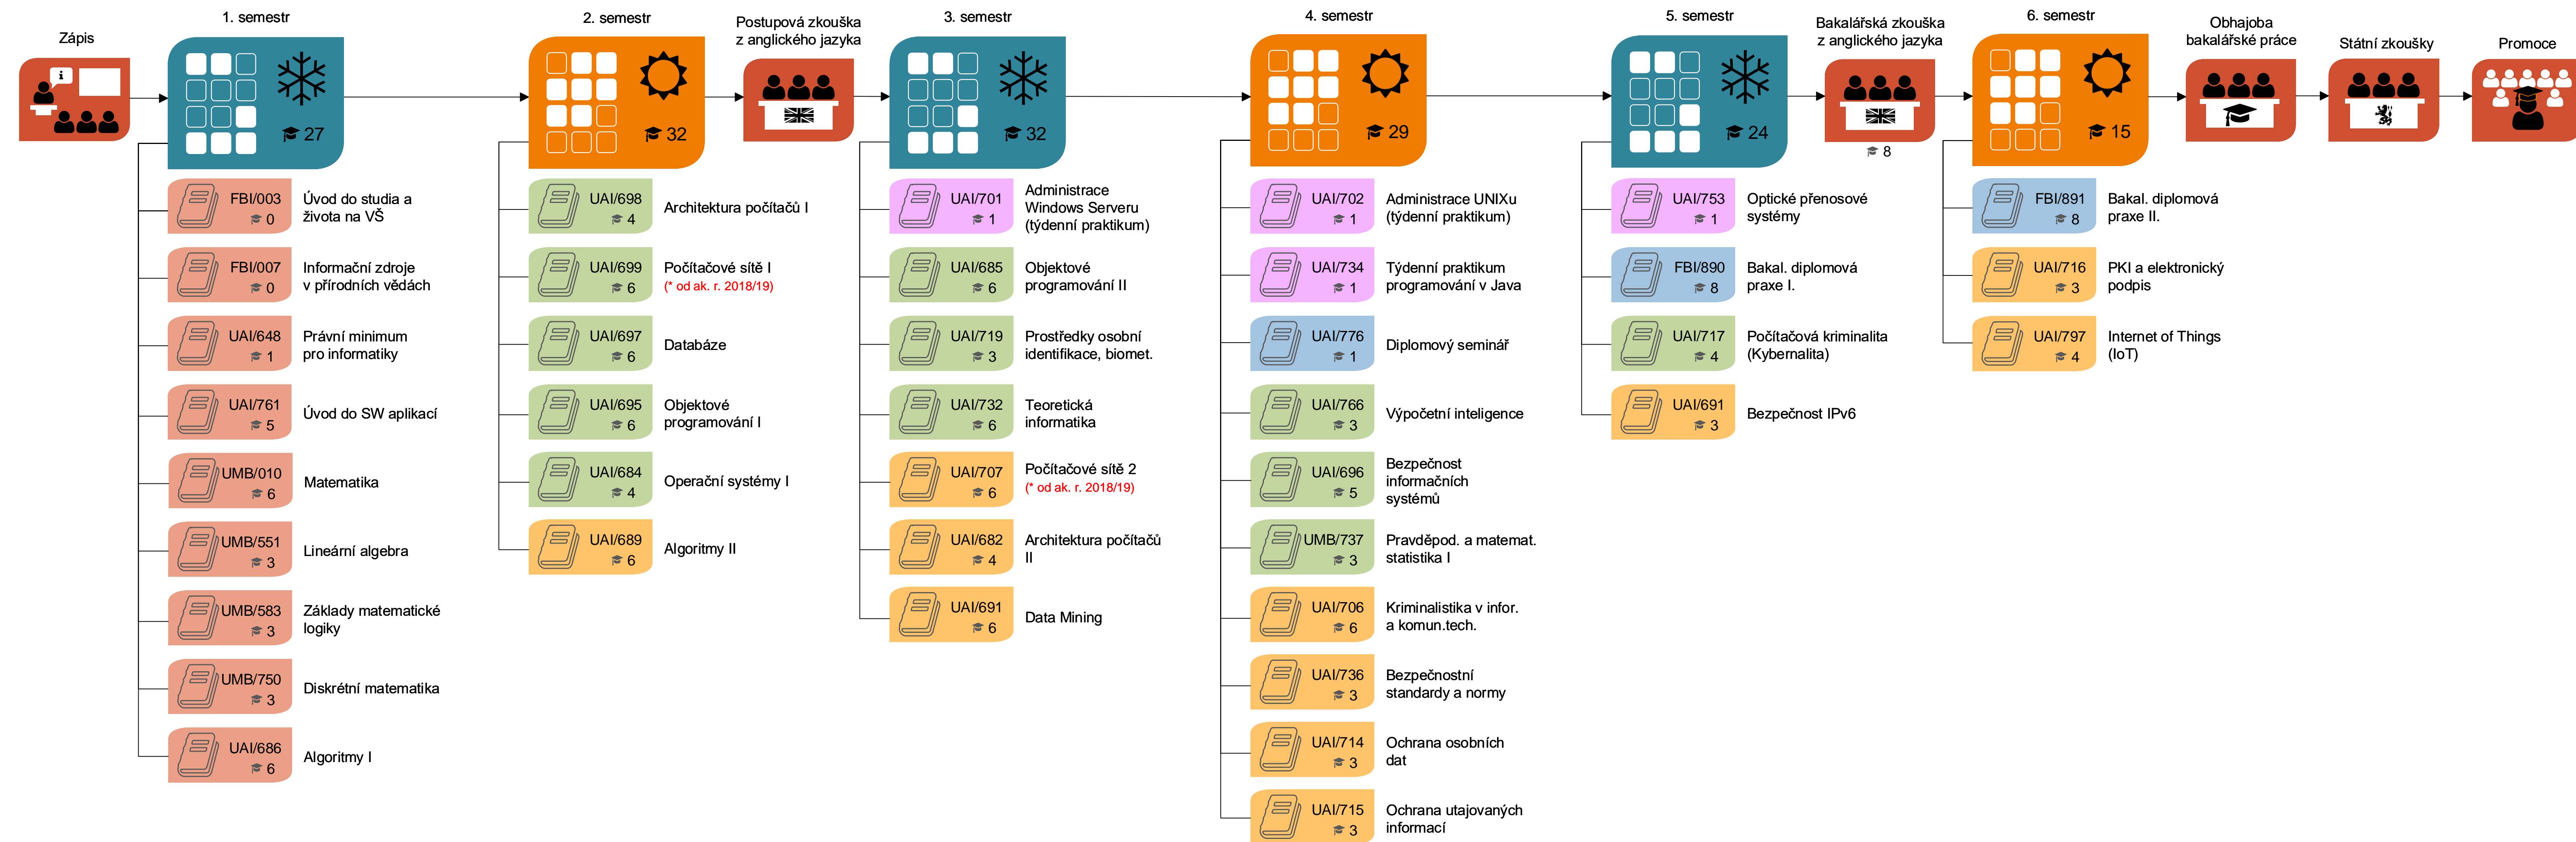 Zápis
i
1. semestr
27
FBI/003
0
Úvod do studia a
života na VŠ
FBI/007
0
Informační zdroje
v přírodních vědách
UAI/648
1
Právní minimum
pro informatiky
UAI/761
5
Úvod do SW aplikací
UMB/010
6
Matematika
UMB/551
3
Lineární algebra
UMB/583
3
Základy matematické
logiky
UMB/750
3
Diskrétní matematika
UAI/686
6
Algoritmy I
2. semestr
32
UAI/698
4
Architektura počítačů I
UAI/699
6
Počítačové sítě I
(* od ak. r. 2018/19)
UAI/697
6
Databáze
UAI/695
6
Objektové
programování I
UAI/684
4
Operační systémy I
UAI/689
6
Algoritmy II
Postupová zkouška
z anglického jazyka
3. semestr
32
UAI/701
1
Administrace
Windows Serveru
(týdenní praktikum)
UAI/685
6
Objektové
programování II
UAI/719
3
Prostředky osobní
identifikace, biomet.
UAI/732
6
Teoretická
informatika
UAI/707
6
Počítačové sítě 2
(* od ak. r. 2018/19)
UAI/682
4
Architektura počítačů
II
UAI/691
6
Data Mining
4. semestr
29
UAI/702
1
Administrace UNIXu
(týdenní praktikum)
UAI/734
1
Týdenní praktikum
programování v Java
UAI/776
1
Diplomový seminář
UAI/766
3
Výpočetní inteligence
UAI/696
5
Bezpečnost
informačních
systémů
UMB/737
3
Pravděpod. a matemat.
statistika I
UAI/706
6
Kriminalistika v infor.
a komun.tech.
UAI/736
3
Bezpečnostní
standardy a normy
UAI/714
3
Ochrana osobních
dat
UAI/715
3
Ochrana utajovaných
informací
5. semestr
24
UAI/753
1
Optické přenosové
systémy
FBI/890
8
Bakal. diplomová
praxe I.
UAI/717
4
Počítačová kriminalita
(Kybernalita)
UAI/691
3
Bezpečnost IPv6
Bakalářská zkouška
z anglického jazyka
8
6. semestr
15
FBI/891
8
Bakal. diplomová
praxe II.
UAI/716
3
PKI a elektronický
podpis
UAI/797
4
Internet of Things
(IoT)
Obhajoba
bakalářské práce
Státní zkoušky
Promoce